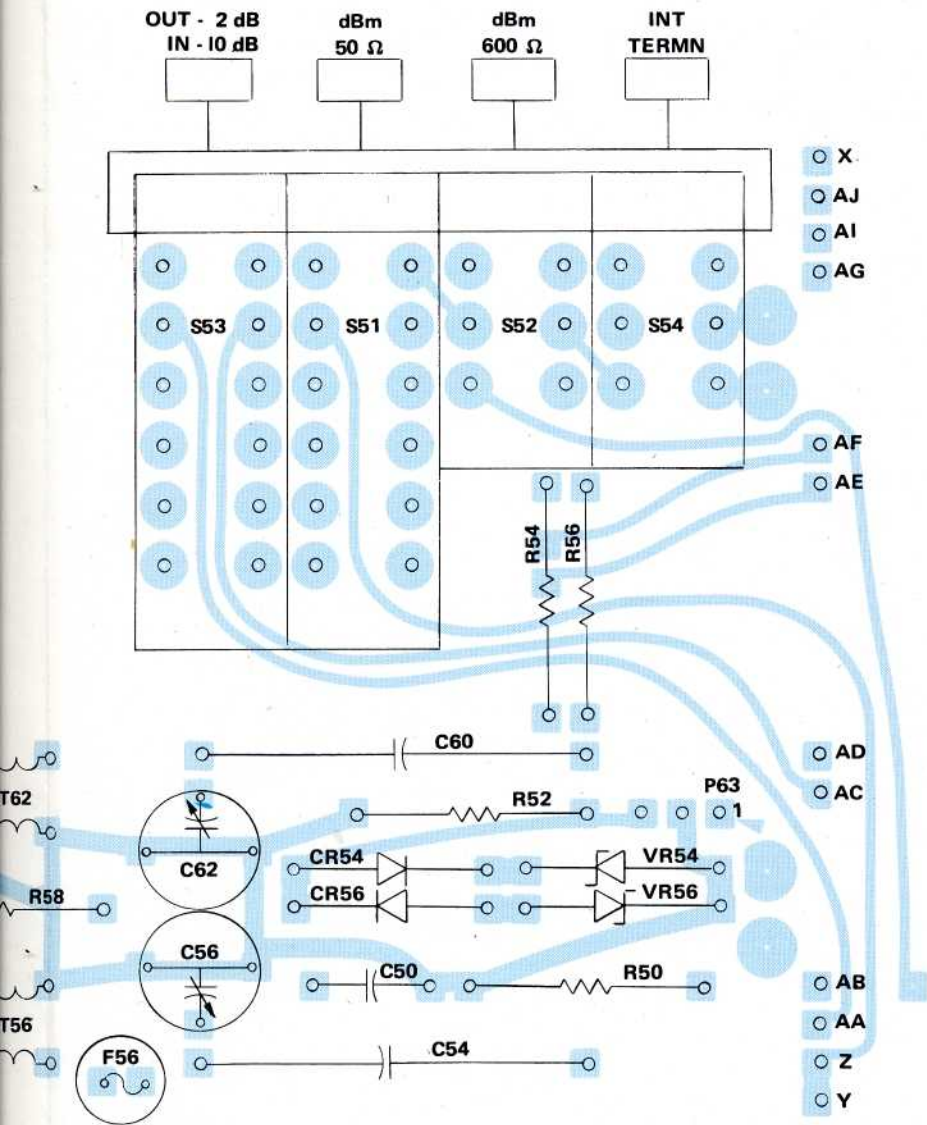 OUT - 2 dB
IN - 10 dB
dBm
50 Ω
dBm
600 Ω
INT
TERMN
X
AJ
AI
AG
S53
S51
S52
S54
AF
AE
R54
R56
C60
AD
T62
R52
P63
1
AC
C62
CR54
VR54
R58
CR56
VR56
C56
C50
R50
AB
T56
AA
F56
C54
Z
Y